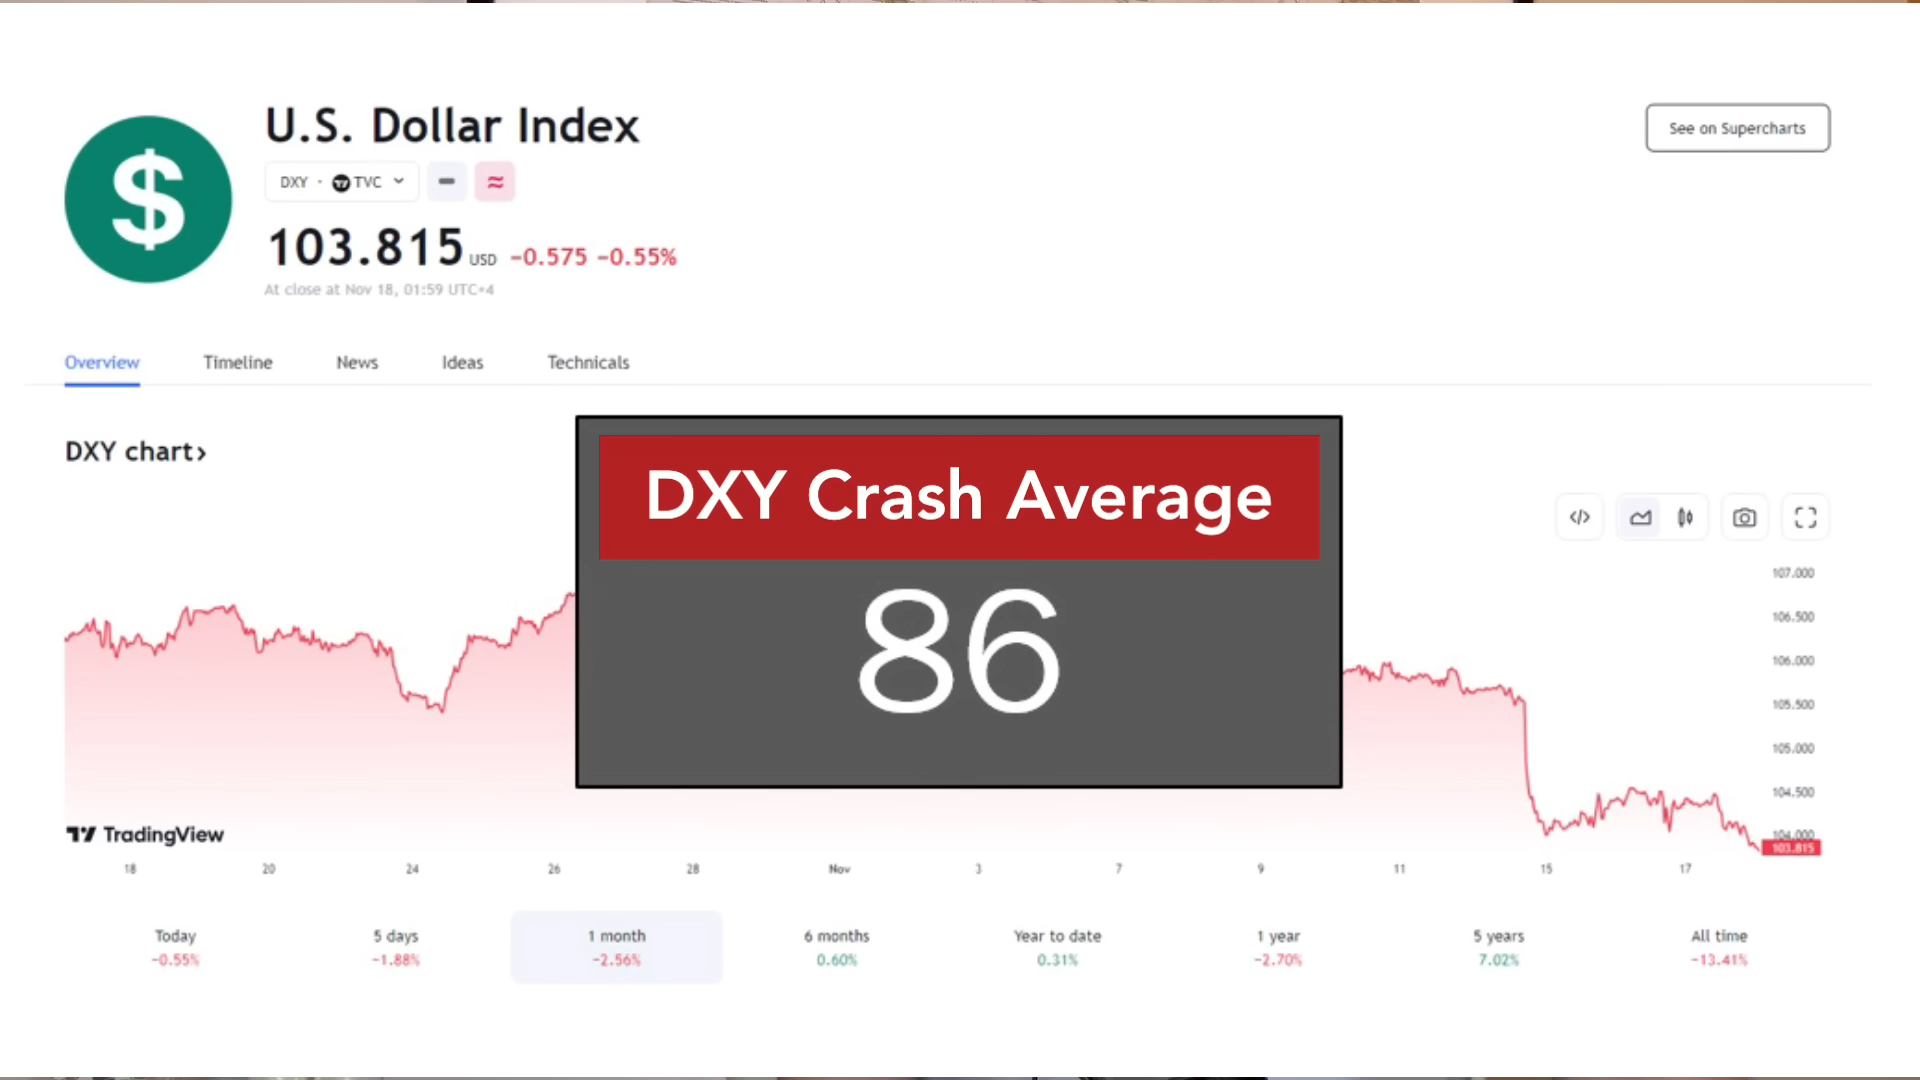 U.S. Dollar Index
See on Supercharts
DXY · TVC
103.815 USD −0.575 −0.55%
At close at Nov 18, 01:59 UTC+4
Overview Timeline News Ideas Technicals
DXY chart›
DXY Crash Average
86
107.000
106.500
106.000
105.500
105.000
104.500
104.000
103.815
TradingView
18 20 24 26 28 Nov 3 7 9 11 15 17
Today 5 days 1 month 6 months Year to date 1 year 5 years All time
−0.55% −1.88% −2.56% 0.60% 0.31% −2.70% 7.02% −13.41%